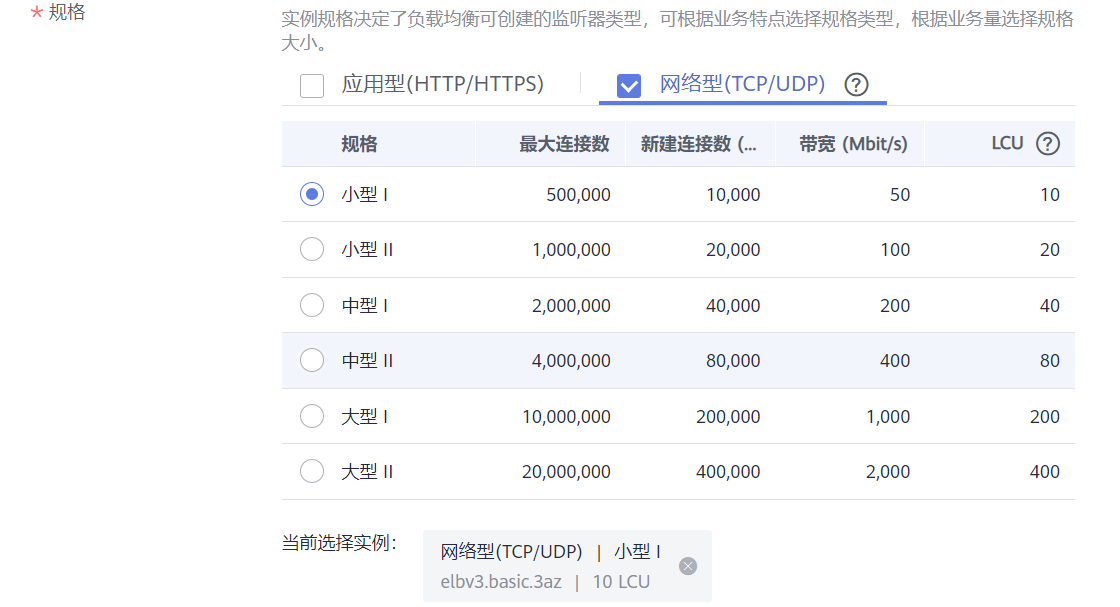 * 规格
实例规格决定了负载均衡可创建的监听器类型，可根据业务特点选择规格类型，根据业务量选择规格
大小。
应用型(HTTP/HTTPS) 网络型(TCP/UDP) ?
规格 最大连接数 新建连接数 (... 带宽 (Mbit/s) LCU ?
小型 I 500,000 10,000 50 10
小型 II 1,000,000 20,000 100 20
中型 I 2,000,000 40,000 200 40
中型 II 4,000,000 80,000 400 80
大型 I 10,000,000 200,000 1,000 200
大型 II 20,000,000 400,000 2,000 400
当前选择实例：
网络型(TCP/UDP) | 小型 I
elbv3.basic.3az | 10 LCU